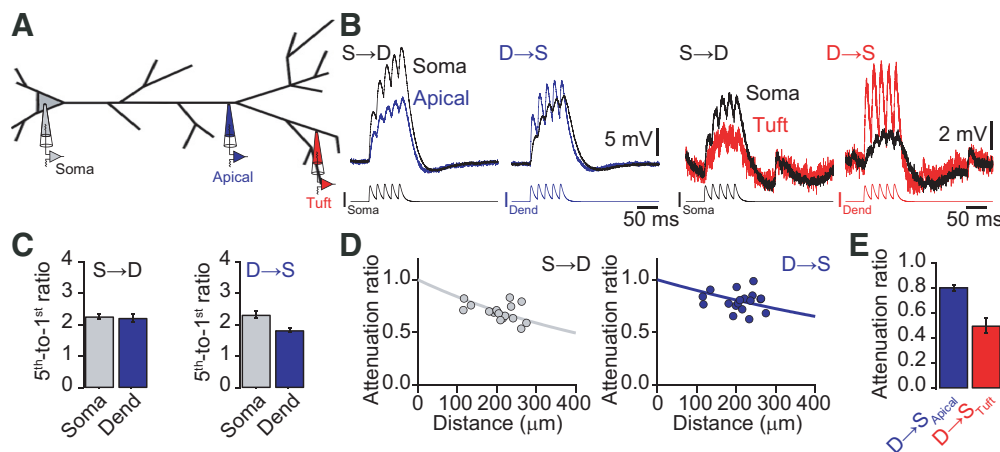 A
Soma
Apical
Tuft
B
S→D
Soma
Apical
D→S
5 mV
I Soma
I Dend
50 ms
S→D
Soma
Tuft
D→S
2 mV
I Soma
I Dend
50 ms
C
S→D
5th-to-1st ratio
4
3
2
1
0
Soma
Dend
D→S
5th-to-1st ratio
4
3
2
1
0
Soma
Dend
D
S→D
Attenuation ratio
1.0
0.5
0
0 100 200 300 400
Distance (μm)
D→S
Attenuation ratio
1.0
0.5
0
0 100 200 300 400
Distance (μm)
E
Attenuation ratio
1.0
0.8
0.6
0.4
0.2
0
D→S Apical
D→S Tuft